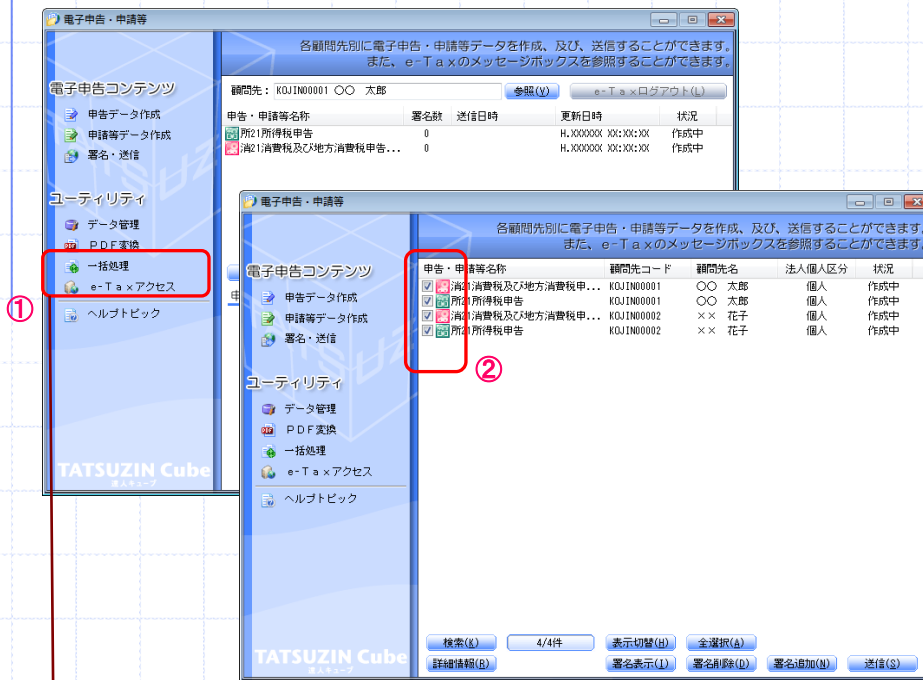 電子申告・申請等
各顧問先別に電子申告・申請等データを作成、及び、送信することができます。
また、e-Taxのメッセージボックスを参照することができます。
電子申告コンテンツ
申告データ作成
申請等データ作成
署名・送信
ユーティリティ
データ管理
PDF変換
一括処理
e-Taxアクセス
ヘルプトピック
TATSUZIN Cube
達人キューブ
顧問先: KOJIN00001 〇〇 太郎
参照(V)
e-Taxログアウト(L)
申告・申請等名称 署名数 送信日時 更新日時 状況
所21所得税申告 0 H.XXXXXX XX:XX:XX 作成中
消21消費税及び地方消費税申告... 0 H.XXXXXX XX:XX:XX 作成中
①
電子申告・申請等
各顧問先別に電子申告・申請等データを作成、及び、送信することができます。
また、e-Taxのメッセージボックスを参照することができます
電子申告コンテンツ
申告データ作成
申請等データ作成
署名・送信
ユーティリティ
データ管理
PDF変換
一括処理
e-Taxアクセス
ヘルプトピック
TATSUZIN Cube
達人キューブ
申告・申請等名称 顧問先コード 顧問先名 法人個人区分 状況
消21消費税及び地方消費税申... KOJIN00001 〇〇 太郎 個人 作成中
所21所得税申告 KOJIN00001 〇〇 太郎 個人 作成中
消21消費税及び地方消費税申... KOJIN00002 ×× 花子 個人 作成中
所21所得税申告 KOJIN00002 ×× 花子 個人 作成中
②
検索(K) 4/4件 表示切替(H) 全選択(A)
詳細情報(R) 署名表示(I) 署名削除(D) 署名追加(N) 送信(S)